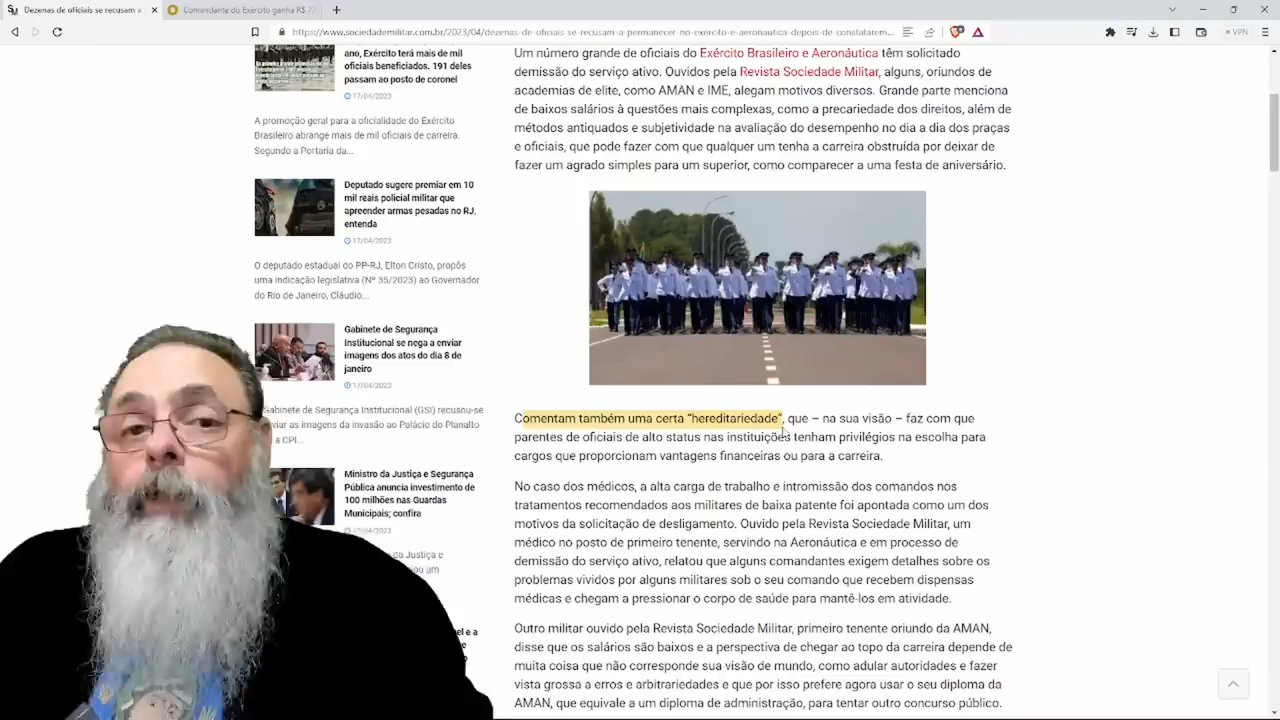 Dezenas de oficiais se recusam a
Comandante do Exército ganha R$ 7
https://www.sociedademilitar.com.br/2023/04/dezenas-de-oficiais-se-recusam-a-permanecer-no-exercito-e-aeronautica-depois-de-constatarem...
VPN
ano, Exército terá mais de mil
oficiais beneficiados. 191 deles
passam ao posto de coronel
17/04/2023
A promoção geral para a oficialidade do Exército
Brasileiro abrange mais de mil oficiais de carreira.
Segundo a Portaria da...
Deputado sugere premiar em 10
mil reais policial militar que
apreender armas pesadas no RJ,
entenda
17/04/2023
O deputado estadual do PP-RJ, Elton Cristo, propôs
uma indicação legislativa (Nº 35/2023) ao Governador
do Rio de Janeiro, Cláudio...
Gabinete de Segurança
Institucional se nega a enviar
imagens dos atos do dia 8 de
janeiro
17/04/2023
Gabinete de Segurança Institucional (GSI) recusou-se
viar as imagens da invasão ao Palácio do Planalto
a CPI...
Ministro da Justiça e Segurança
Pública anuncia investimento de
100 milhões nas Guardas
Municipais; confira
da Justiça e
ou um
el e a
Um número grande de oficiais do Exército Brasileiro e Aeronáutica têm solicitado
demissão do serviço ativo. Ouvidos pela Revista Sociedade Militar, alguns, oriundos de
academias de elite, como AMAN e IME, alegam motivos diversos. Grande parte menciona
de baixos salários à questões mais complexas, como a precariedade dos direitos, além de
métodos antiquados e subjetividade na avaliação do desempenho no dia a dia dos praças
e oficiais, que pode fazer com que qualquer um tenha a carreira obstruída por deixar de
fazer um agrado simples para um superior, como comparecer a uma festa de aniversário.
Comentam também uma certa “hereditariedade”, que – na sua visão – faz com que
parentes de oficiais de alto status nas instituições tenham privilégios na escolha para
cargos que proporcionam vantagens financeiras ou para a carreira.
No caso dos médicos, a alta carga de trabalho e intromissão dos comandos nos
tratamentos recomendados aos militares de baixa patente foi apontada como um dos
motivos da solicitação de desligamento. Ouvido pela Revista Sociedade Militar, um
médico no posto de primeiro tenente, servindo na Aeronáutica e em processo de
demissão do serviço ativo, relatou que alguns comandantes exigem detalhes sobre os
problemas vividos por alguns militares sob o seu comando que recebem dispensas
médicas e chegam a pressionar o corpo de saúde para mantê-los em atividade.
Outro militar ouvido pela Revista Sociedade Militar, primeiro tenente oriundo da AMAN,
disse que os salários são baixos e a perspectiva de chegar ao topo da carreira depende de
muita coisa que não corresponde sua visão de mundo, como adular autoridades e fazer
vista grossa a erros e arbitrariedades e que por isso prefere agora usar o seu diploma da
AMAN, que equivale a um diploma de administração, para tentar outro concurso público.